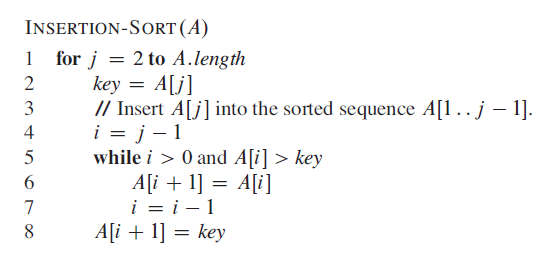 INSERTION-SORT(A)
1 for j = 2 to A.length
2 key = A[j]
3 // Insert A[j] into the sorted sequence A[1 . . j − 1].
4 i = j − 1
5 while i > 0 and A[i] > key
6 A[i + 1] = A[i]
7 i = i − 1
8 A[i + 1] = key